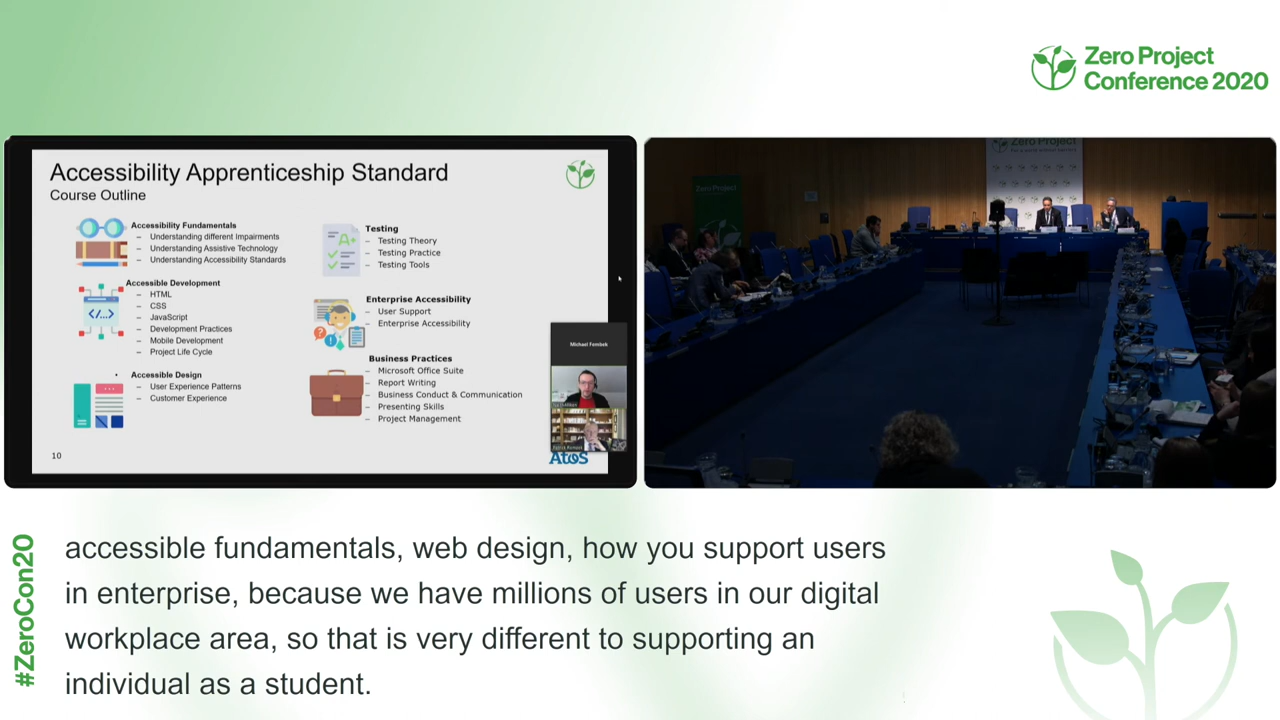 Zero Project
Conference 2020
Accessibility Apprenticeship Standard
Course Outline
Accessibility Fundamentals
– Understanding different Impairments
– Understanding Assistive Technology
– Understanding Accessibility Standards
Accessible Development
– HTML
– CSS
– JavaScript
– Development Practices
– Mobile Development
– Project Life Cycle
• Accessible Design
– User Experience Patterns
– Customer Experience
Testing
– Testing Theory
– Testing Practice
– Testing Tools
Enterprise Accessibility
– User Support
– Enterprise Accessibility
Business Practices
– Microsoft Office Suite
– Report Writing
– Business Conduct & Communication
– Presenting Skills
– Project Management
</...>
A+
Michael Fembek
10
Atos
Zero Project
Zero Project
#ZeroCon20
accessible fundamentals, web design, how you support users
in enterprise, because we have millions of users in our digital
workplace area, so that is very different to supporting an
individual as a student.